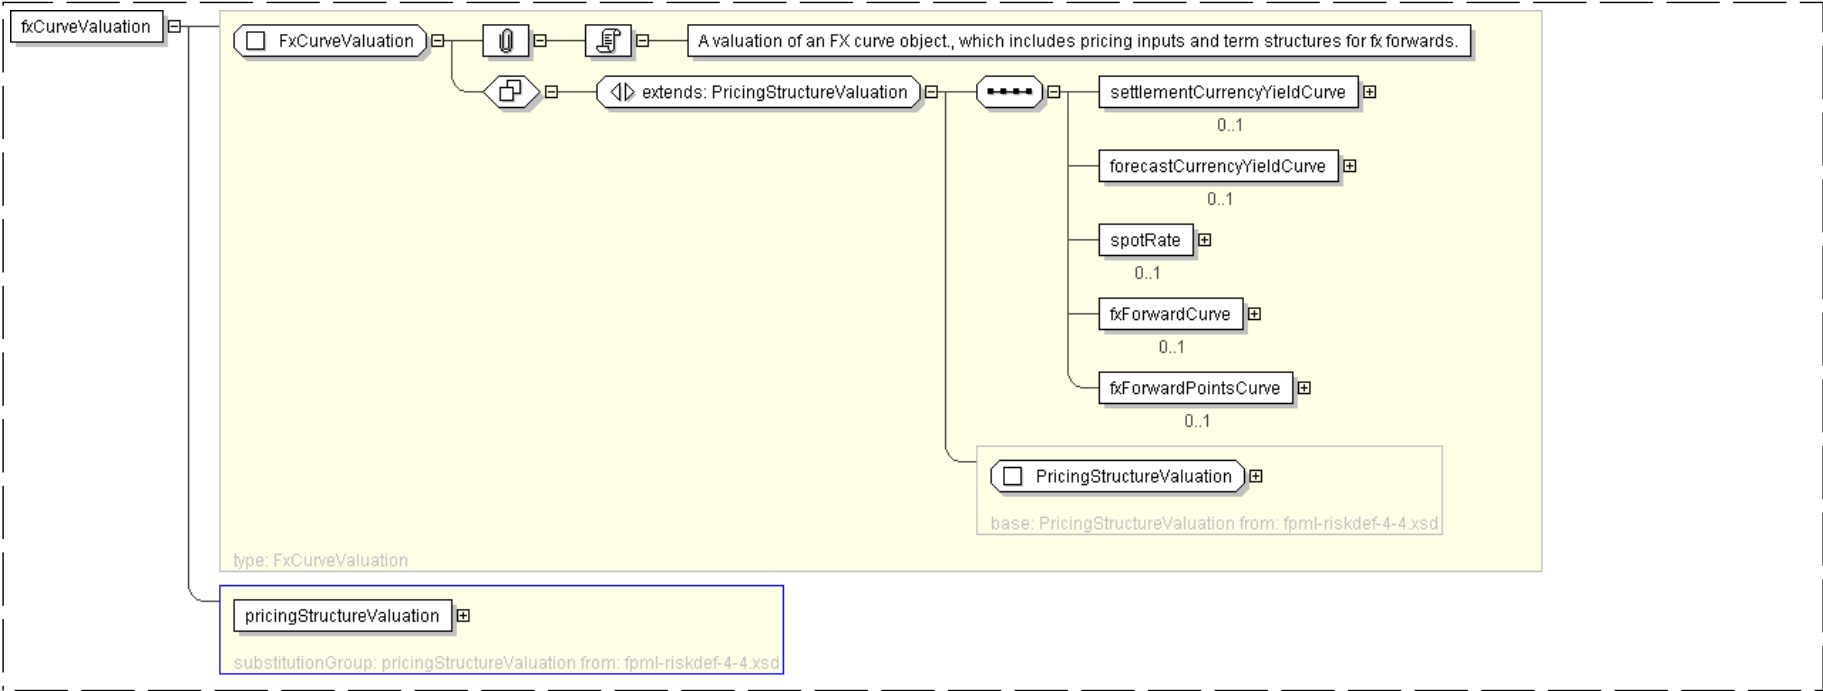 fxCurveValuation
FxCurveValuation
A valuation of an FX curve object., which includes pricing inputs and term structures for fx forwards.
extends: PricingStructureValuation
settlementCurrencyYieldCurve
0..1
forecastCurrencyYieldCurve
0..1
spotRate
0..1
fxForwardCurve
0..1
fxForwardPointsCurve
0..1
PricingStructureValuation
base: PricingStructureValuation from: fpml-riskdef-4-4.xsd
type: FxCurveValuation
pricingStructureValuation
substitutionGroup: pricingStructureValuation from: fpml-riskdef-4-4.xsd